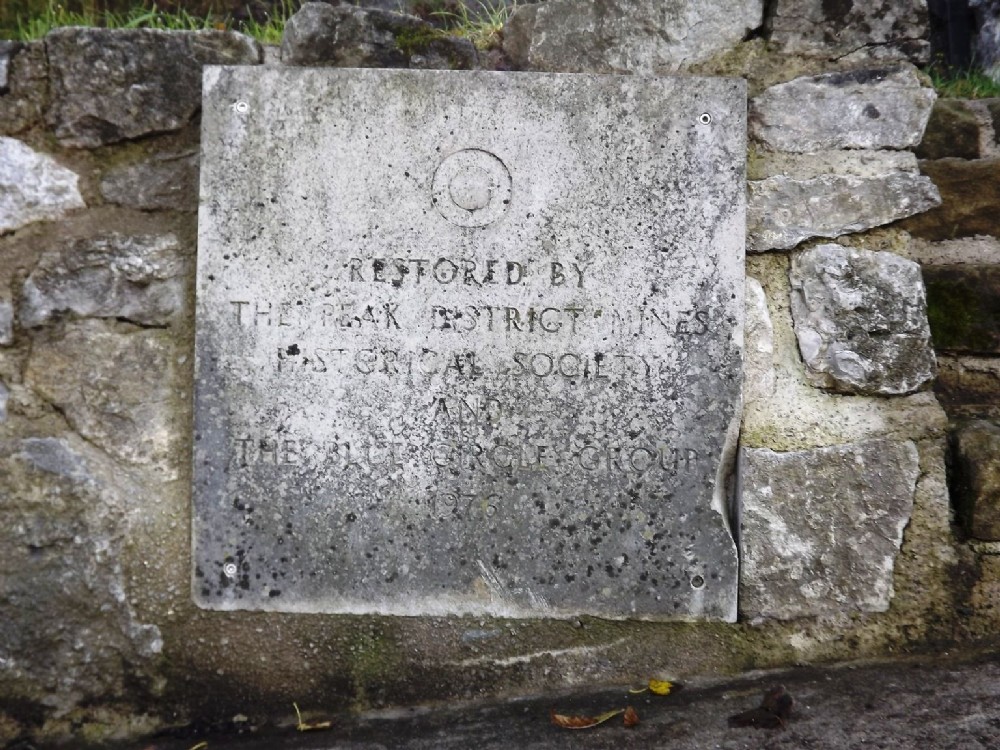 RESTORED BY
THE PEAK DISTRICT MINES
HISTORICAL SOCIETY
AND
THE BLUE CIRCLE GROUP
1976